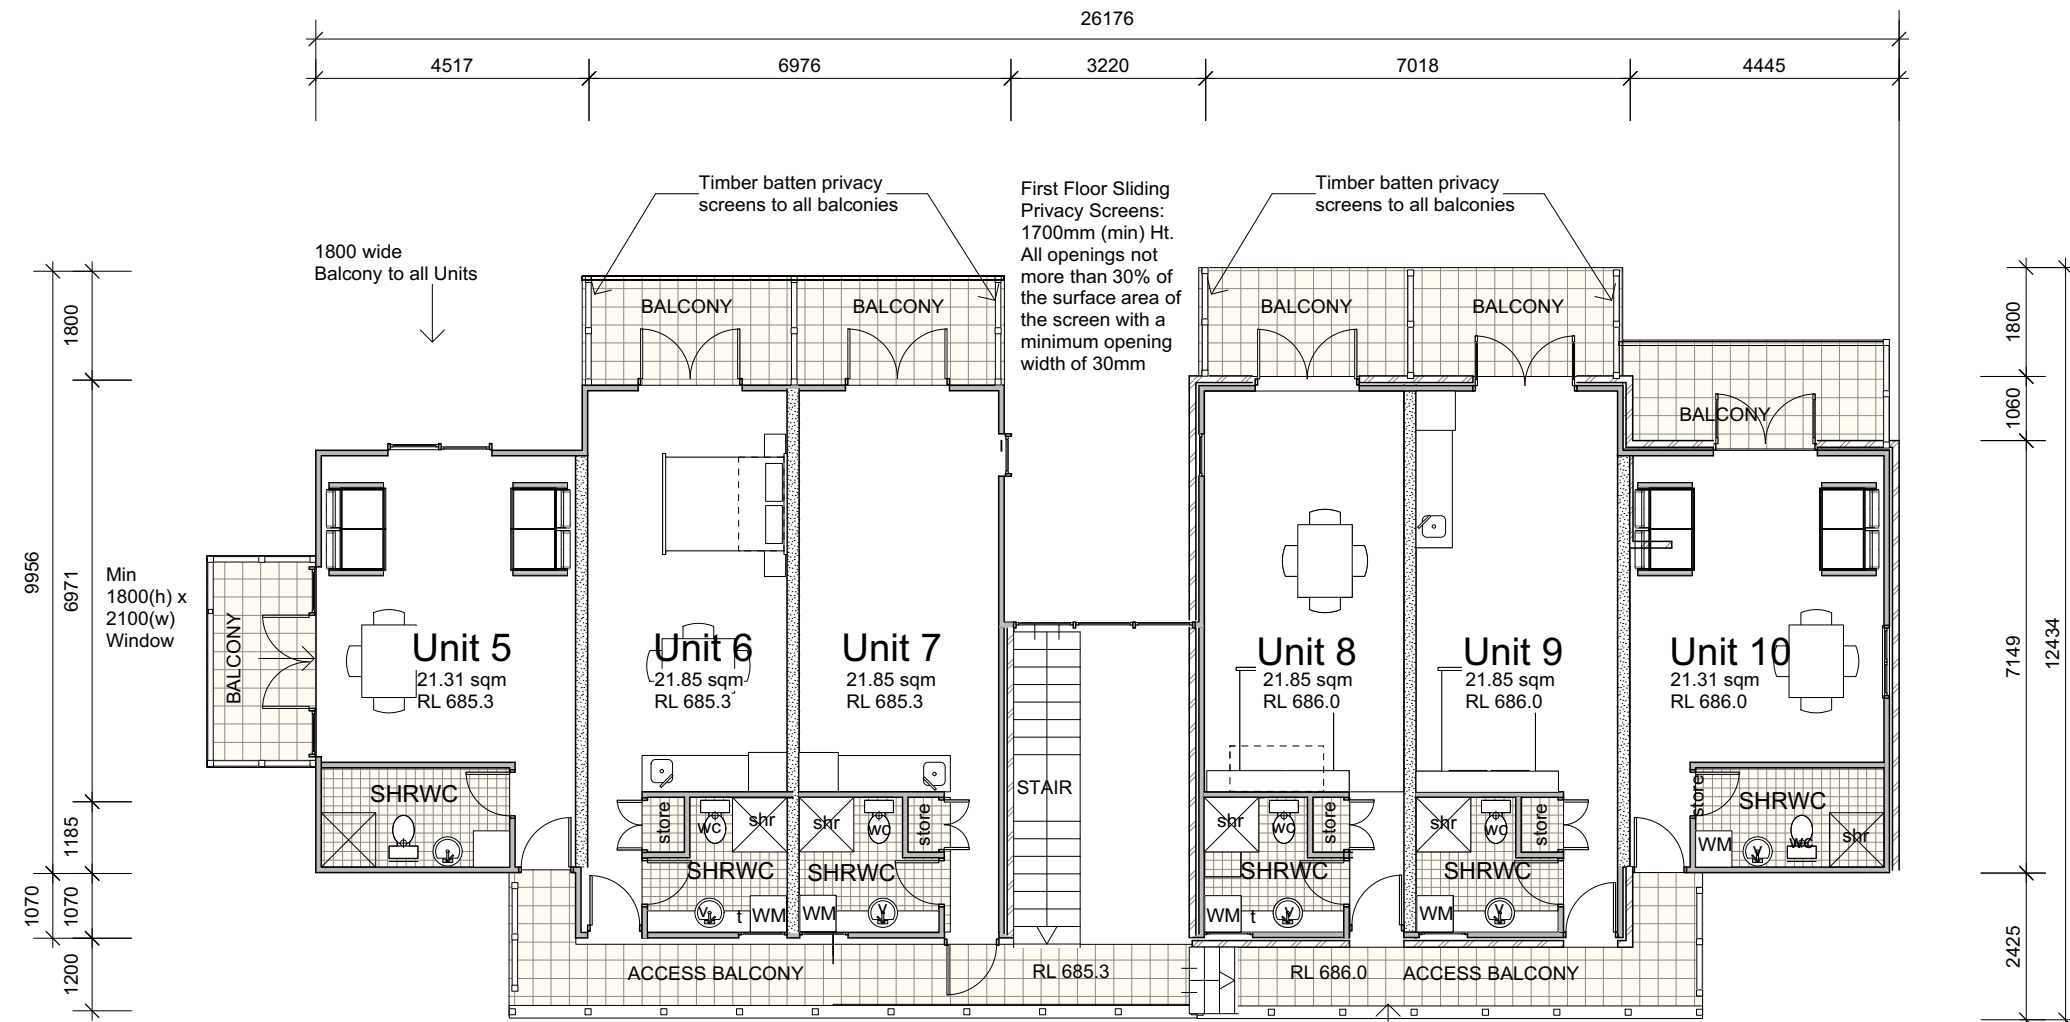 26176
4517
6976
3220
7018
4445
Timber batten privacy
screens to all balconies
First Floor Sliding
Privacy Screens:
1700mm (min) Ht.
All openings not
more than 30% of
the surface area of
the screen with a
minimum opening
width of 30mm
Timber batten privacy
screens to all balconies
1800 wide
Balcony to all Units
BALCONY
BALCONY
BALCONY
BALCONY
BALCONY
1800
9956
6971
1185
1070
1070
1200
Min
1800(h) x
2100(w)
Window
BALCONY
Unit 5
21.31 sqm
RL 685.3
Unit 6
21.85 sqm
RL 685.3
Unit 7
21.85 sqm
RL 685.3
Unit 8
21.85 sqm
RL 686.0
Unit 9
21.85 sqm
RL 686.0
Unit 10
21.31 sqm
RL 686.0
1800
1060
7149
12434
2425
STAIR
SHRWC
store
wc
shr
SHRWC
v
t
WM
shr
wc
store
SHRWC
WM
v
shr
wc
store
SHRWC
WM
t
v
shr
wc
store
SHRWC
WM
v
store
SHRWC
WM
v
wc
shr
ACCESS BALCONY
RL 685.3
RL 686.0
ACCESS BALCONY